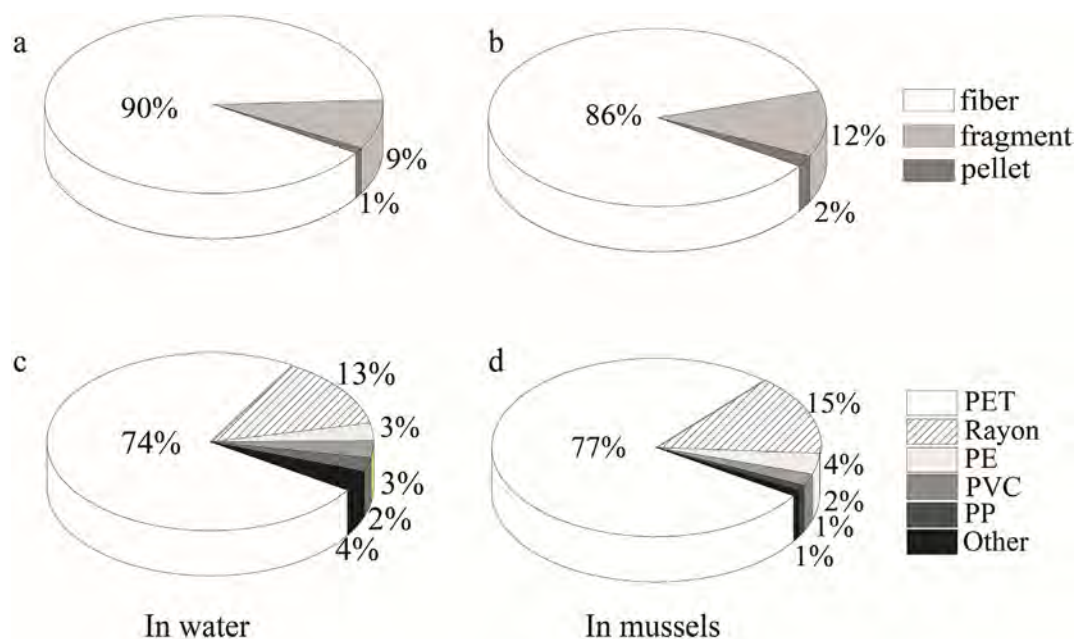 a
90%
9%
1%
b
86%
12%
2%
fiber
fragment
pellet
c
74%
13%
3%
3%
2%
4%
d
77%
15%
4%
2%
1%
1%
PET
Rayon
PE
PVC
PP
Other
In water
In mussels